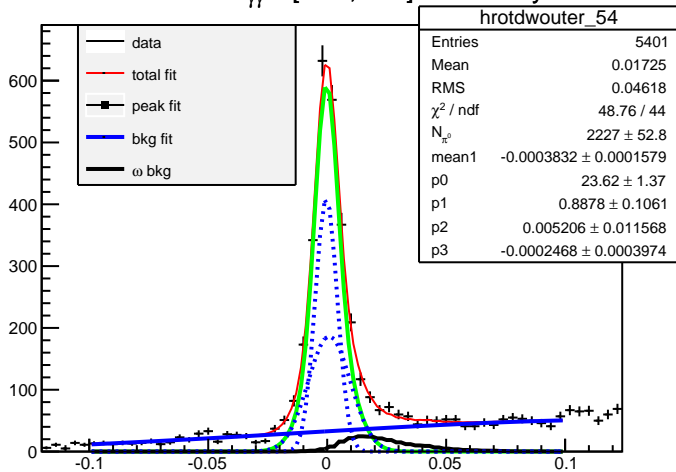 hrotdwouter_54
Entries 5401
Mean 0.01725
RMS 0.04618
χ² / ndf 48.76 / 44
N_π⁰ 2227 ± 52.8
mean1 -0.0003832 ± 0.0001579
p0 23.62 ± 1.37
p1 0.8878 ± 0.1061
p2 0.005206 ± 0.011568
p3 -0.0002468 ± 0.0003974
data
total fit
peak fit
bkg fit
ω bkg
600
500
400
300
200
100
0
-0.1 -0.05 0 0.05 0.1